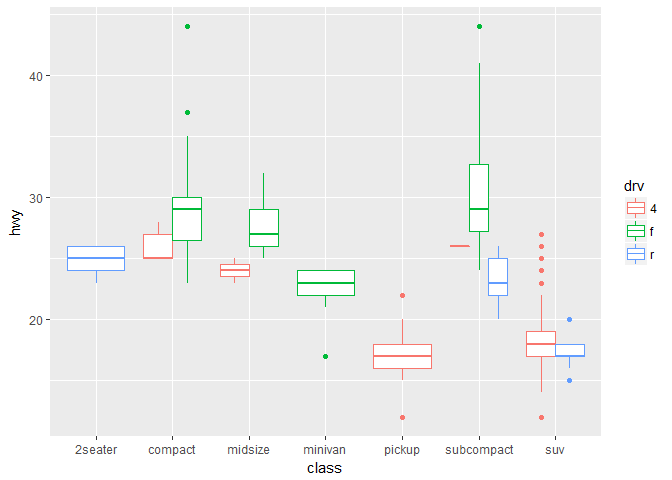 hwy
40
30
20
2seater compact midsize minivan pickup subcompact suv
class
drv
4
f
r